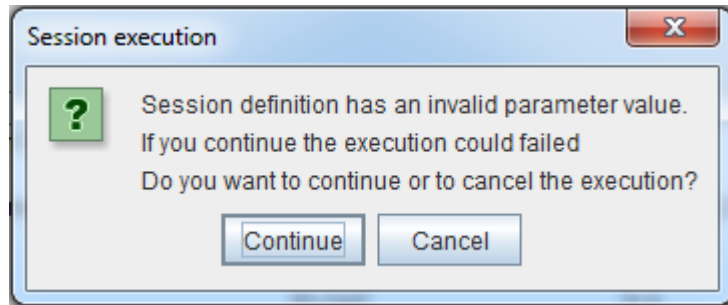 Session execution
Session definition has an invalid parameter value.
If you continue the execution could failed
Do you want to continue or to cancel the execution?
Continue Cancel